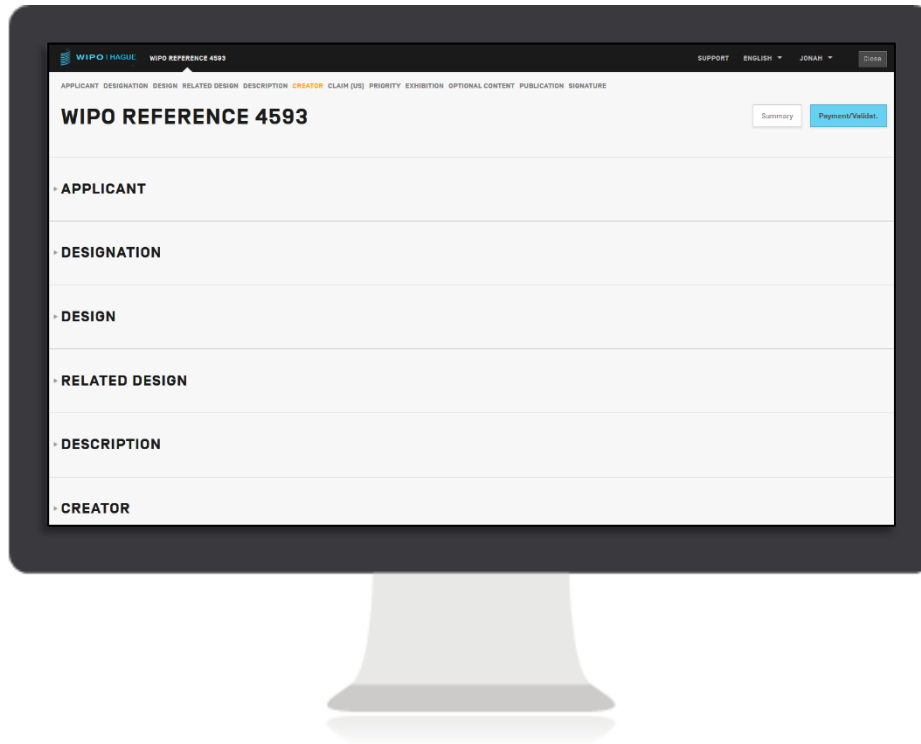 WIPO | HAGUE WIPO REFERENCE 4593 SUPPORT ENGLISH JONAH Close
APPLICANT DESIGNATION DESIGN RELATED DESIGN DESCRIPTION CREATOR CLAIM (US) PRIORITY EXHIBITION OPTIONAL CONTENT PUBLICATION SIGNATURE
WIPO REFERENCE 4593 Summary Payment/Validat.
APPLICANT
DESIGNATION
DESIGN
RELATED DESIGN
DESCRIPTION
CREATOR